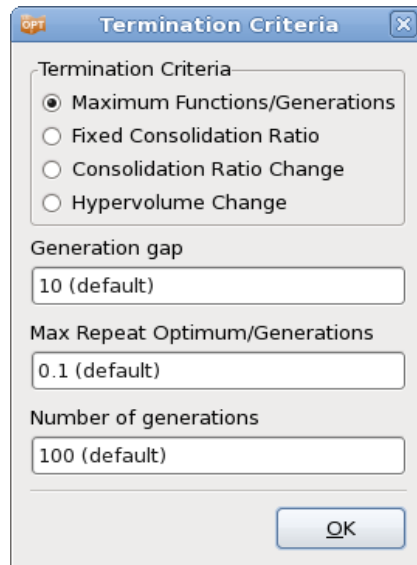 OPT Termination Criteria
Termination Criteria
Maximum Functions/Generations
Fixed Consolidation Ratio
Consolidation Ratio Change
Hypervolume Change
Generation gap
10 (default)
Max Repeat Optimum/Generations
0.1 (default)
Number of generations
100 (default)
OK